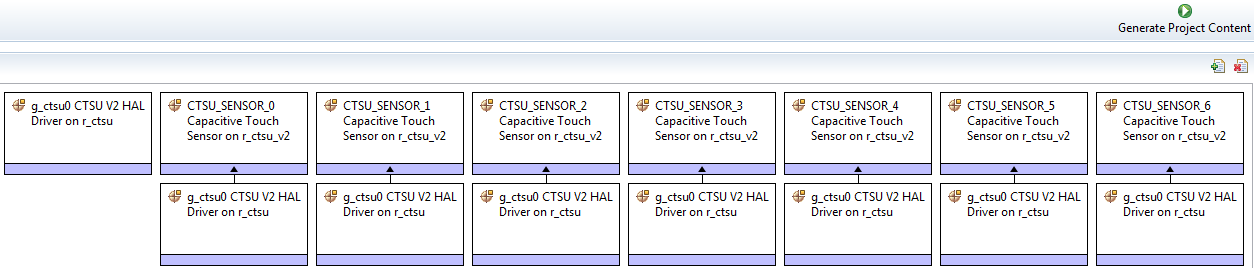 Generate Project Content
g_ctsu0 CTSU V2 HAL
Driver on r_ctsu
CTSU_SENSOR_0
Capacitive Touch
Sensor on r_ctsu_v2
CTSU_SENSOR_1
Capacitive Touch
Sensor on r_ctsu_v2
CTSU_SENSOR_2
Capacitive Touch
Sensor on r_ctsu_v2
CTSU_SENSOR_3
Capacitive Touch
Sensor on r_ctsu_v2
CTSU_SENSOR_4
Capacitive Touch
Sensor on r_ctsu_v2
CTSU_SENSOR_5
Capacitive Touch
Sensor on r_ctsu_v2
CTSU_SENSOR_6
Capacitive Touch
Sensor on r_ctsu_v2
g_ctsu0 CTSU V2 HAL
Driver on r_ctsu
g_ctsu0 CTSU V2 HAL
Driver on r_ctsu
g_ctsu0 CTSU V2 HAL
Driver on r_ctsu
g_ctsu0 CTSU V2 HAL
Driver on r_ctsu
g_ctsu0 CTSU V2 HAL
Driver on r_ctsu
g_ctsu0 CTSU V2 HAL
Driver on r_ctsu
g_ctsu0 CTSU V2 HAL
Driver on r_ctsu